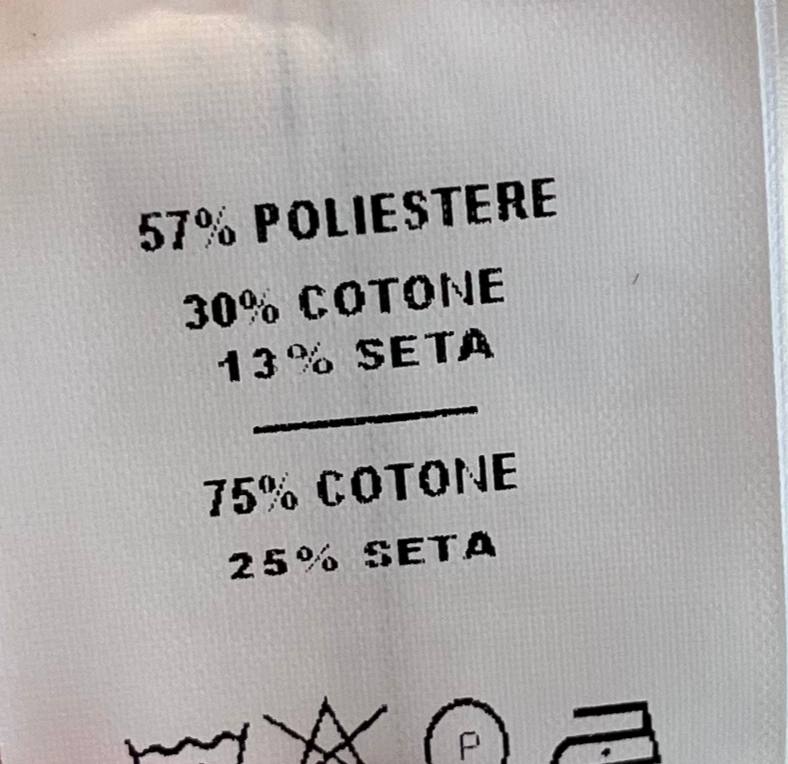 57% POLIESTERE
30% COTONE
13% SETA
75% COTONE
25% SETA
P